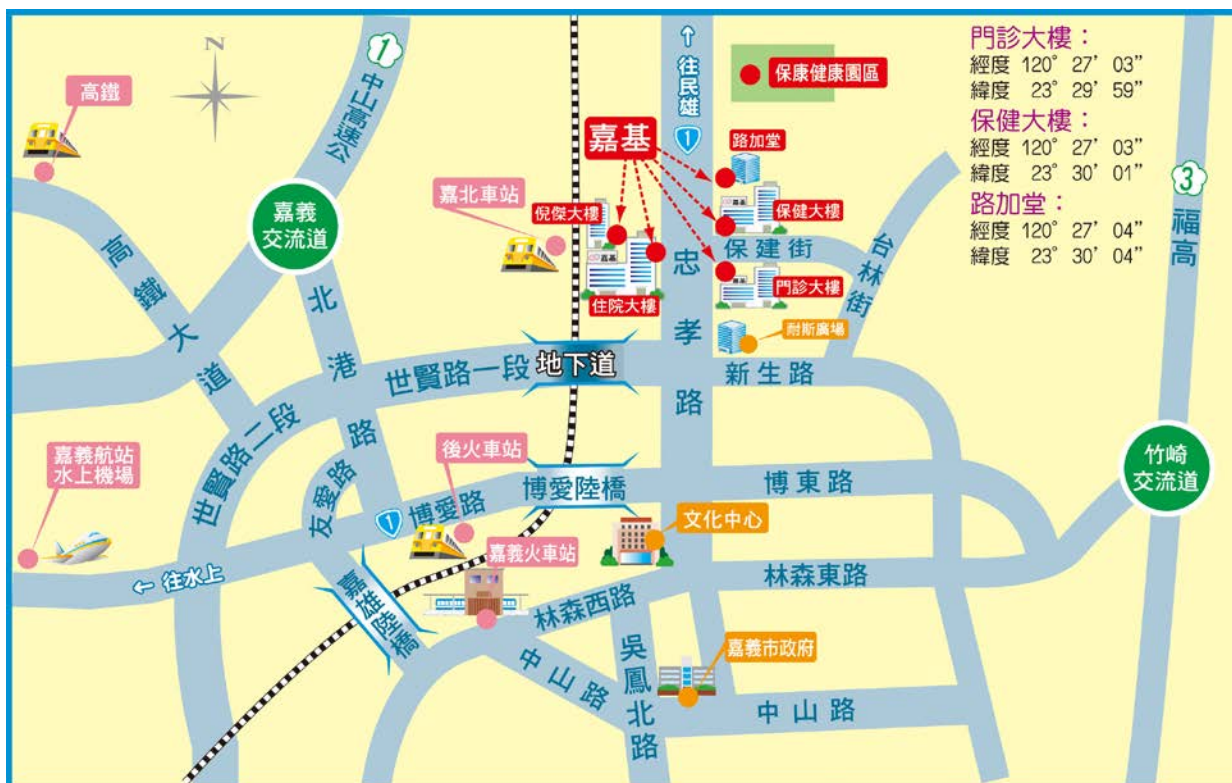 N
高鐵
1
中山高速公
嘉義
交流道
高鐵大道
北港路
嘉北車站
嘉基
倪傑大樓
嘉基
住院大樓
↑往民雄
1
保康健康園區
路加堂
嘉基
保健大樓
保建街
嘉基
門診大樓
耐斯廣場
忠孝路
台林街
門診大樓：
經度 120° 27’ 03”
緯度 23° 29’ 59”
保健大樓：
經度 120° 27’ 03”
緯度 23° 30’ 01”
路加堂：
經度 120° 27’ 04”
緯度 23° 30’ 04”
3
福高
世賢路一段
地下道
新生路
世賢路二段
友愛路
嘉義航站
水上機場
後火車站
1
博愛路
博愛陸橋
博東路
竹崎
交流道
文化中心
嘉義火車站
←往水上
嘉雄陸橋
林森西路
林森東路
中山路
吳鳳北路
嘉義市政府
中山路